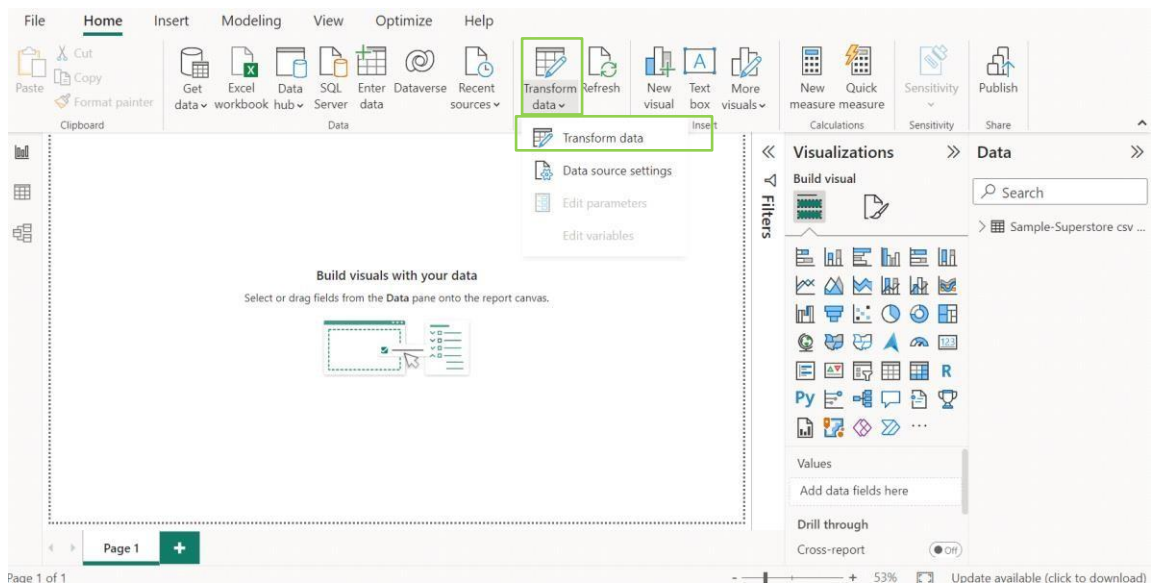 File Home Insert Modeling View Optimize Help
Paste
Cut
Copy
Format painter
Clipboard
Get data
Excel workbook
Data hub
SQL Server
Enter data
Dataverse
Recent sources
Data
Transform data
Refresh
New visual
Text box
More visuals
Insert
New measure
Quick measure
Calculations
Sensitivity
Sensitivity
Publish
Share
Transform data
Data source settings
Edit parameters
Edit variables
Build visuals with your data
Select or drag fields from the Data pane onto the report canvas.
Filters
Visualizations
Build visual
123
R
Py
Values
Add data fields here
Drill through
Cross-report
Off
Data
Search
Sample-Superstore csv ...
Page 1
Page 1 of 1
- + 53%
Update available (click to download)